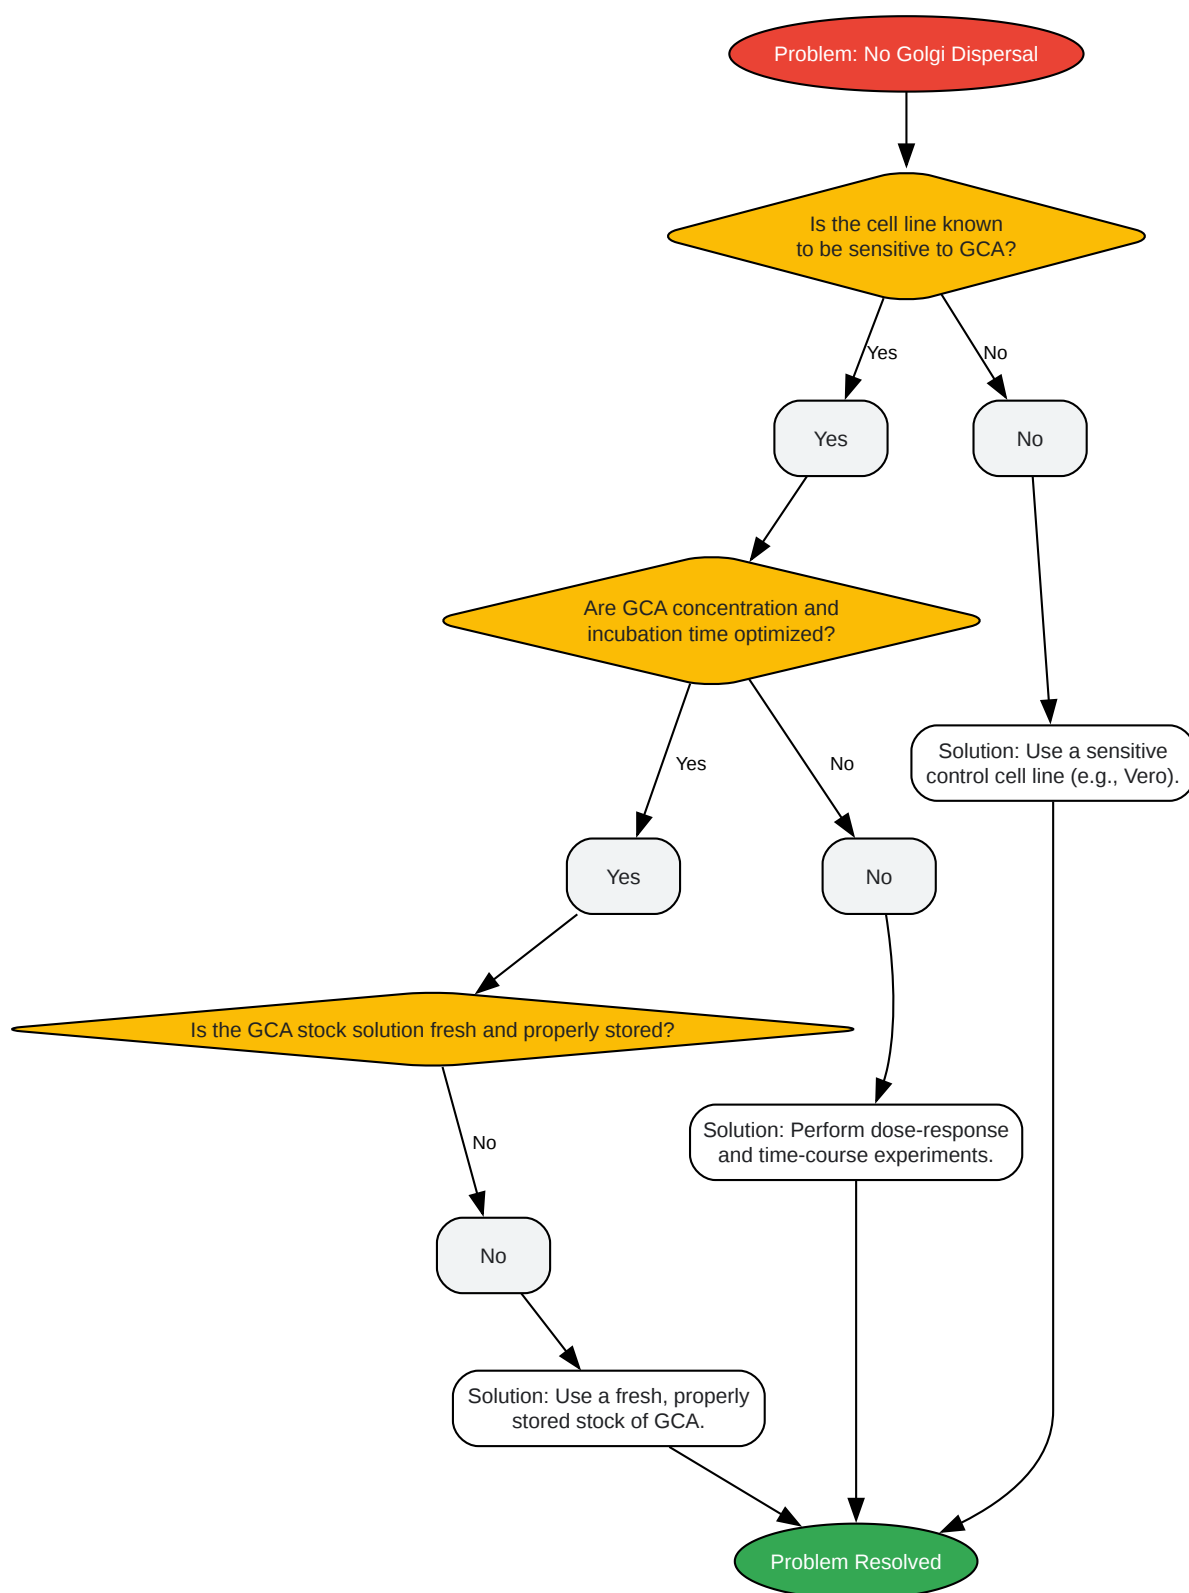 Problem: No Golgi Dispersal
Is the cell line known
to be sensitive to GCA?
Yes
No
Yes
No
Are GCA concentration and
incubation time optimized?
Solution: Use a sensitive
control cell line (e.g., Vero).
Yes
No
Yes
No
Is the GCA stock solution fresh and properly stored?
Solution: Perform dose-response
and time-course experiments.
No
No
Solution: Use a fresh, properly
stored stock of GCA.
Problem Resolved